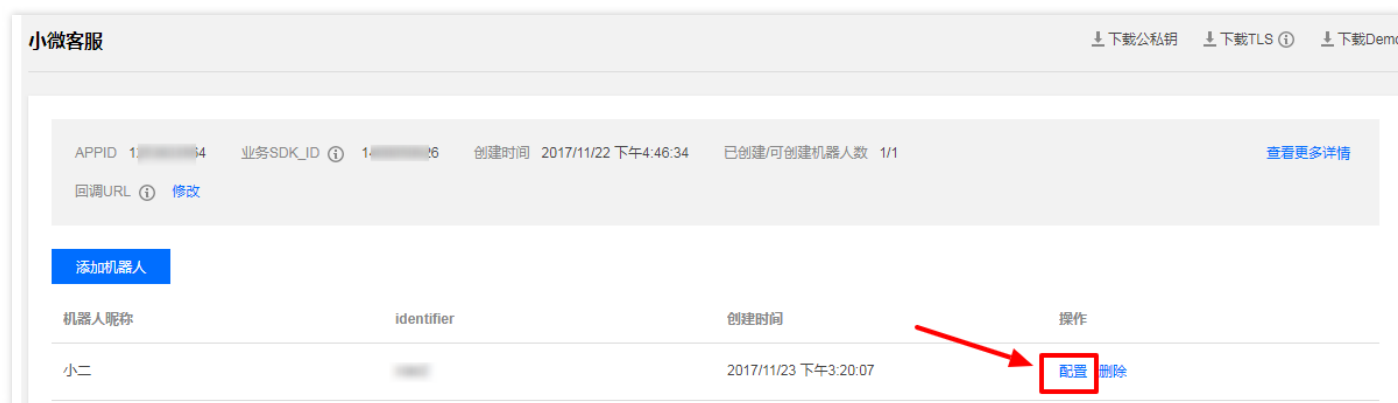 小微客服 下载公私钥 下载TLS 下载Demo
APPID 业务SDK_ID 创建时间 2017/11/22 下午4:46:34 已创建/可创建机器人数 1/1 查看更多详情
回调URL 修改
添加机器人
机器人昵称 identifier 创建时间 操作
小二 2017/11/23 下午3:20:07 配置 删除